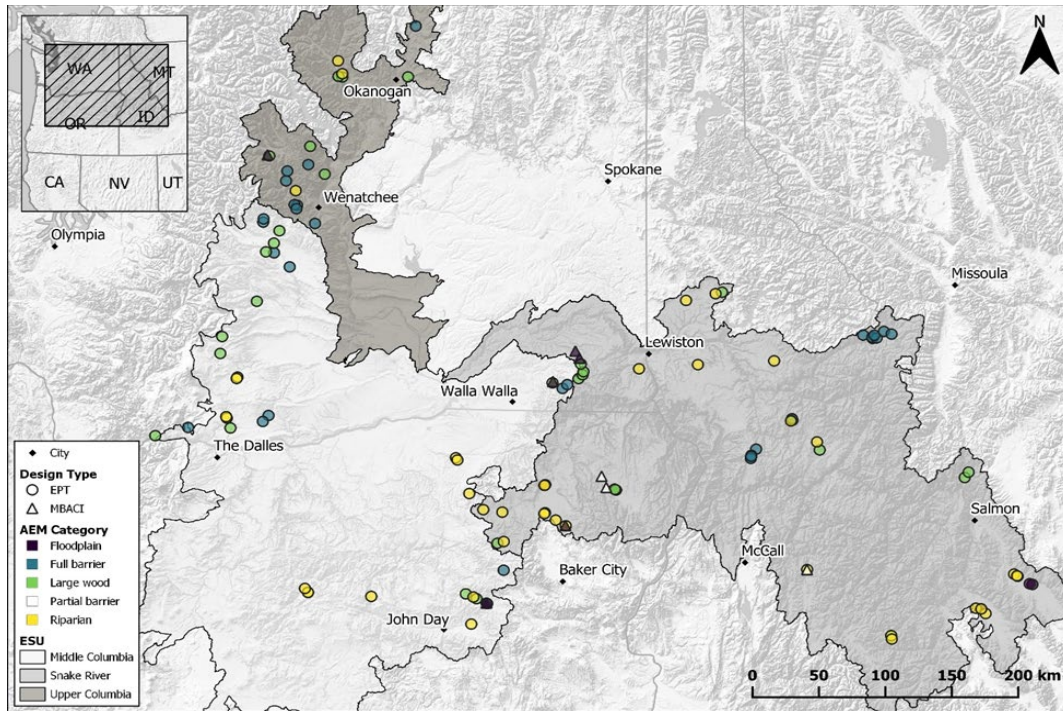 WA
MT
ID
OR
CA
NV
UT
N
Okanogan
Spokane
Wenatchee
Olympia
Missoula
Lewiston
Walla Walla
The Dalles
Salmon
McCall
Baker City
John Day
City
Design Type
EPT
MBACI
AEM Category
Floodplain
Full barrier
Large wood
Partial barrier
Riparian
ESU
Middle Columbia
Snake River
Upper Columbia
0 50 100 150 200 km